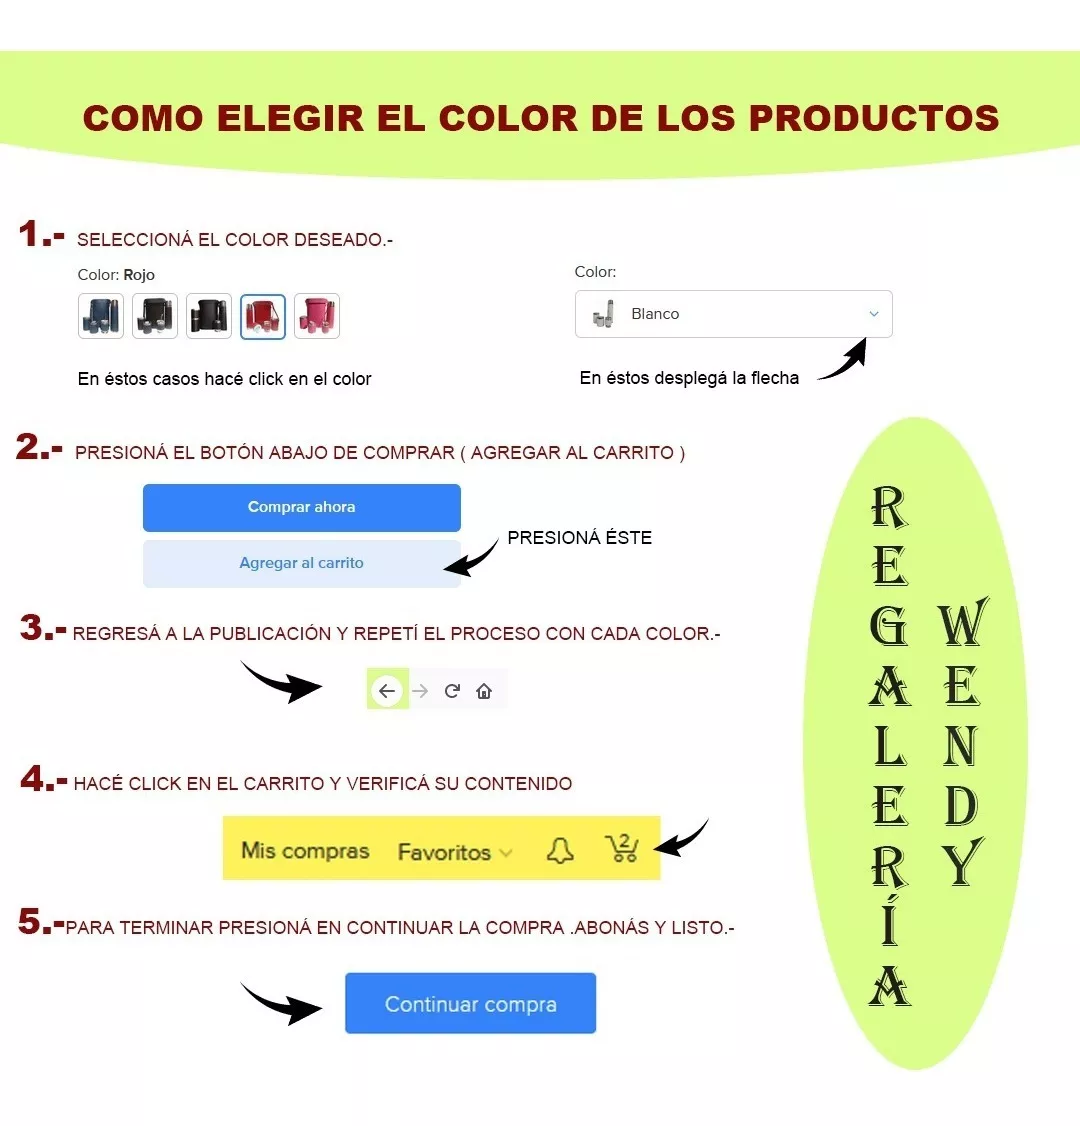 COMO ELEGIR EL COLOR DE LOS PRODUCTOS
1.- SELECCIONÁ EL COLOR DESEADO.-
Color: Rojo
En éstos casos hacé click en el color
Color:
Blanco
En éstos desplegá la flecha
2.- PRESIONÁ EL BOTÓN ABAJO DE COMPRAR ( AGREGAR AL CARRITO )
Comprar ahora
Agregar al carrito
PRESIONÁ ÉSTE
3.- REGRESÁ A LA PUBLICACIÓN Y REPETÍ EL PROCESO CON CADA COLOR.-
4.- HACÉ CLICK EN EL CARRITO Y VERIFICÁ SU CONTENIDO
Mis compras Favoritos 2
5.-PARA TERMINAR PRESIONÁ EN CONTINUAR LA COMPRA .ABONÁS Y LISTO.-
Continuar compra
REGALERÍA
WENDY